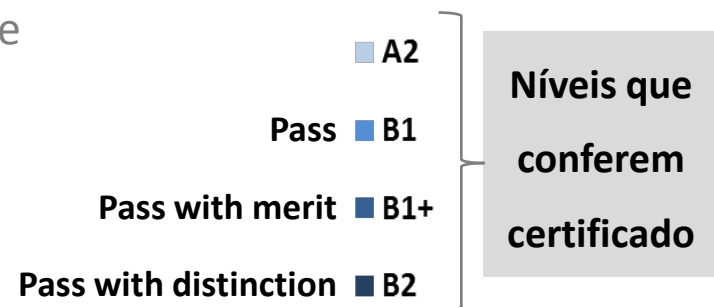 e
A2
Pass B1
Pass with merit B1+
Pass with distinction B2
Níveis que
conferem
certificado